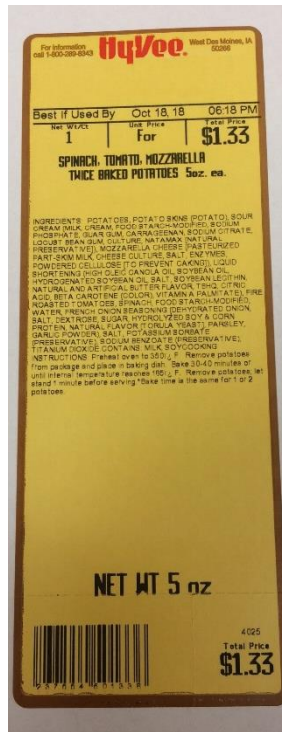 For information
call 1-800-289-8343
HyVee.
West Des Moines, IA
50266
Best if Used By Oct 18, 18 06:18 PM
Net Wt/Ct Unit Price Total Price
1 For $1.33
SPINACH, TOMATO, MOZZARELLA
TWICE BAKED POTATOES 5oz. ea.
INGREDIENTS: POTATOES, POTATO SKINS (POTATO), SOUR
CREAM (MILK, CREAM, FOOD STARCH-MODIFIED, SODIUM
PHOSPHATE, GUAR GUM, CARRAGEENAN, SODIUM CITRATE,
LOCUST BEAN GUM, CULTURE, NATAMAX [NATURAL
PRESERVATIVE]), MOZZARELLA CHEESE (PASTEURIZED
PART-SKIM MILK, CHEESE CULTURE, SALT, ENZYMES,
POWDERED CELLULOSE [TO PREVENT CAKING]), LIQUID
SHORTENING (HIGH OLEIC CANOLA OIL, SOYBEAN OIL,
HYDROGENATED SOYBEAN OIL, SALT, SOYBEAN LECITHIN,
NATURAL AND ARTIFICIAL BUTTER FLAVOR, TBHQ, CITRIC
ACID, BETA CAROTENE [COLOR], VITAMIN A PALMITATE), FIRE
ROASTED TOMATOES, SPINACH, FOOD STARCH-MODIFIED,
WATER, FRENCH ONION SEASONING (DEHYDRATED ONION,
SALT, DEXTROSE, SUGAR, HYDROLYZED SOY & CORN
PROTEIN, NATURAL FLAVOR [TORULA YEAST], PARSLEY,
GARLIC POWDER), SALT, POTASSIUM SORBATE
(PRESERVATIVE), SODIUM BENZOATE (PRESERVATIVE),
TITANIUM DIOXIDE CONTAINS: MILK, SOYCOOKING
INSTRUCTIONS: Preheat oven to 350ï¿ F. Remove potatoes
from package and place in baking dish. Bake 30-40 minutes or
until internal temperature reaches 165ï¿ F. Remove potatoes, let
stand 1 minute before serving *Bake time is the same for 1 or 2
potatoes.
NET WT 5 oz
4025
Total Price
$1.33